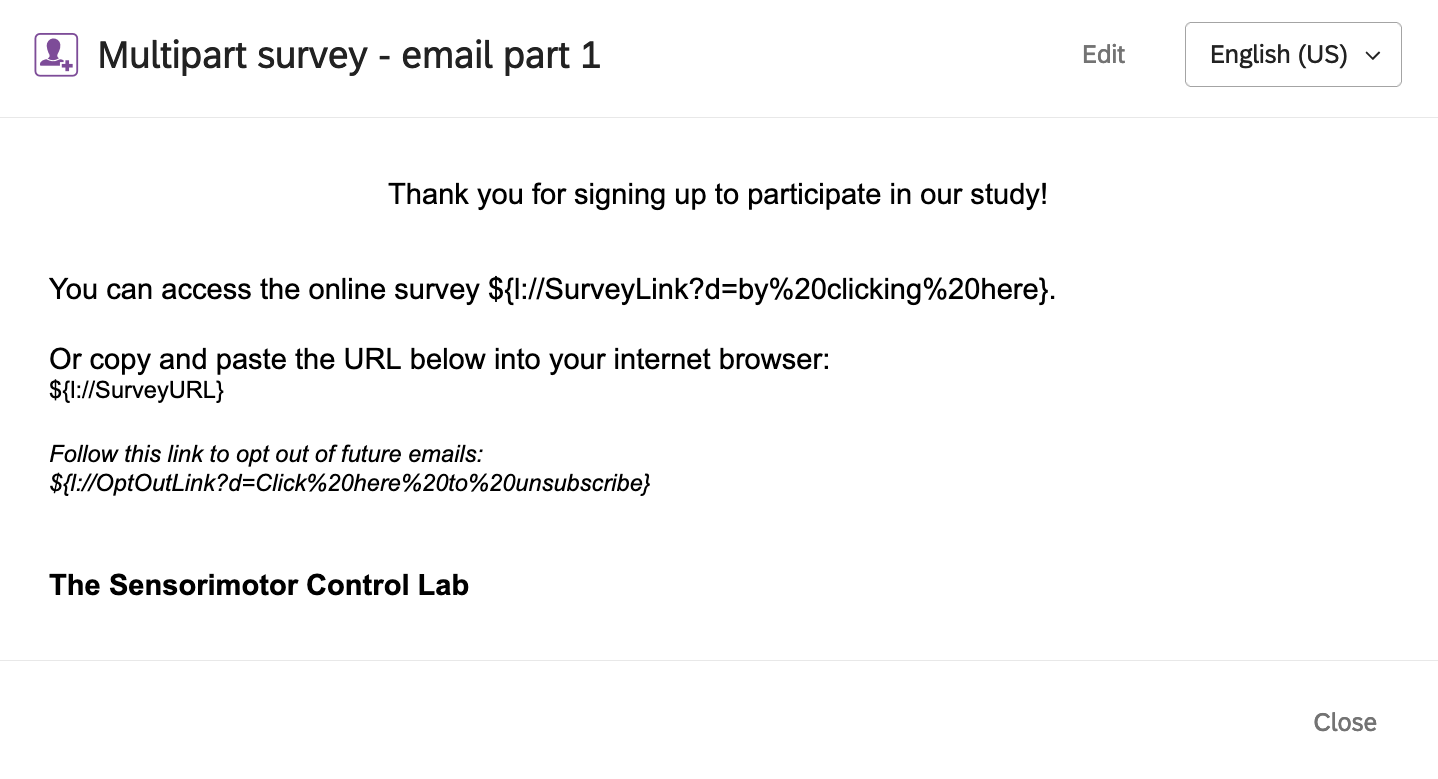 Multipart survey - email part 1
Edit
English (US)
Thank you for signing up to participate in our study!
You can access the online survey ${l://SurveyLink?d=by%20clicking%20here}.
Or copy and paste the URL below into your internet browser:
${l://SurveyURL}
Follow this link to opt out of future emails:
${l://OptOutLink?d=Click%20here%20to%20unsubscribe}
The Sensorimotor Control Lab
Close